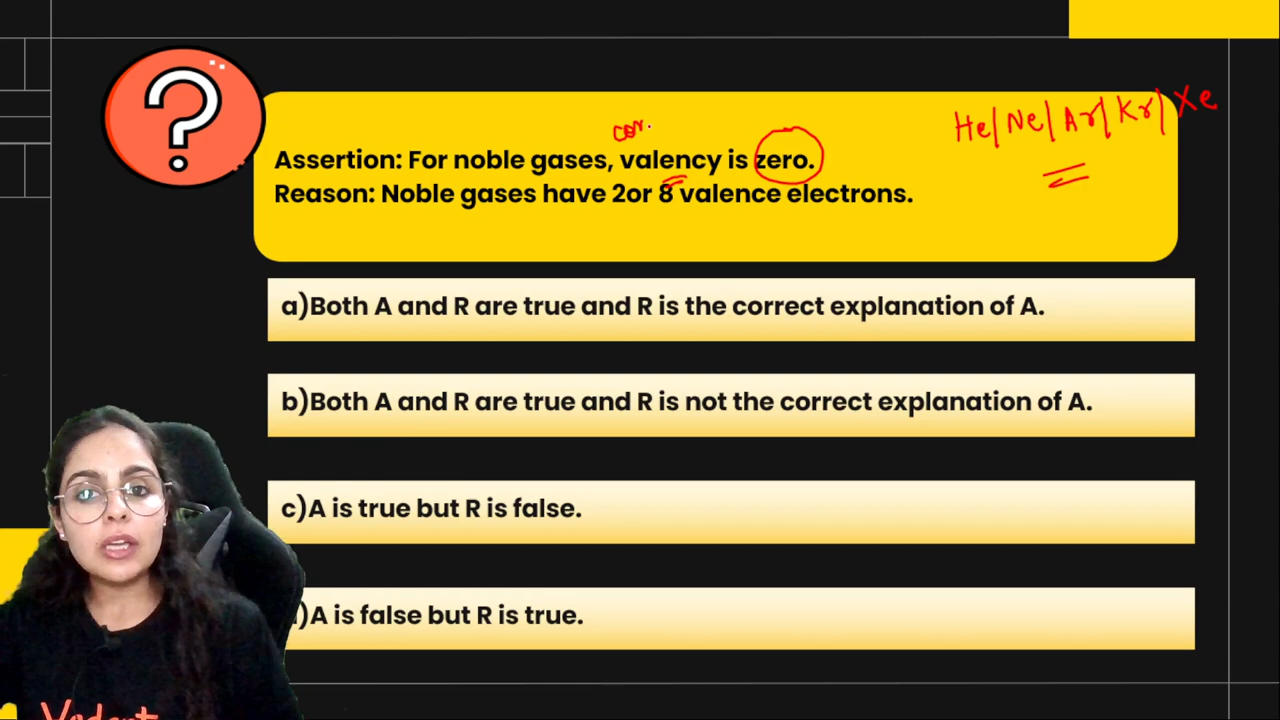 He/Ne/Ar/Kr/Xe
Assertion: For noble gases, valency is zero.
Reason: Noble gases have 2or 8 valence electrons.
a)Both A and R are true and R is the correct explanation of A.
b)Both A and R are true and R is not the correct explanation of A.
c)A is true but R is false.
)A is false but R is true.